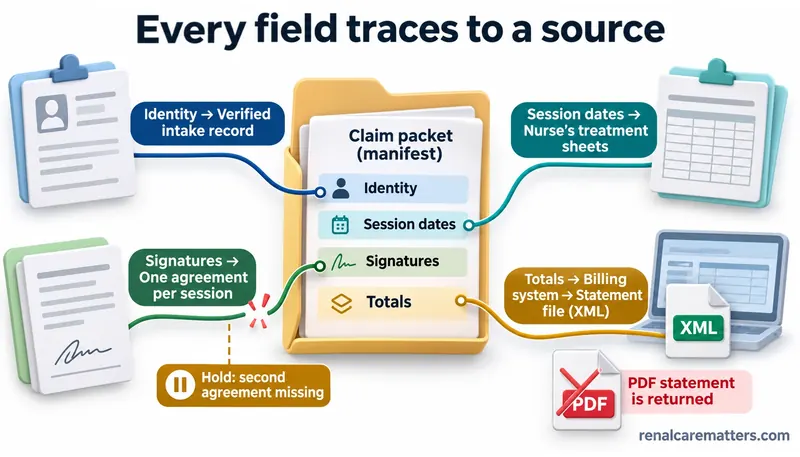 Every field traces to a source
Identity → Verified
intake record
Claim packet
(manifest)
Identity
Session dates
Signatures
Totals
Session dates →
Nurse's treatment
sheets
Signatures →
One agreement
per session
Hold: second
agreement missing
Totals → Billing
system → Statement
file (XML)
XML
PDF
PDF statement
is returned
renalcarematters.com